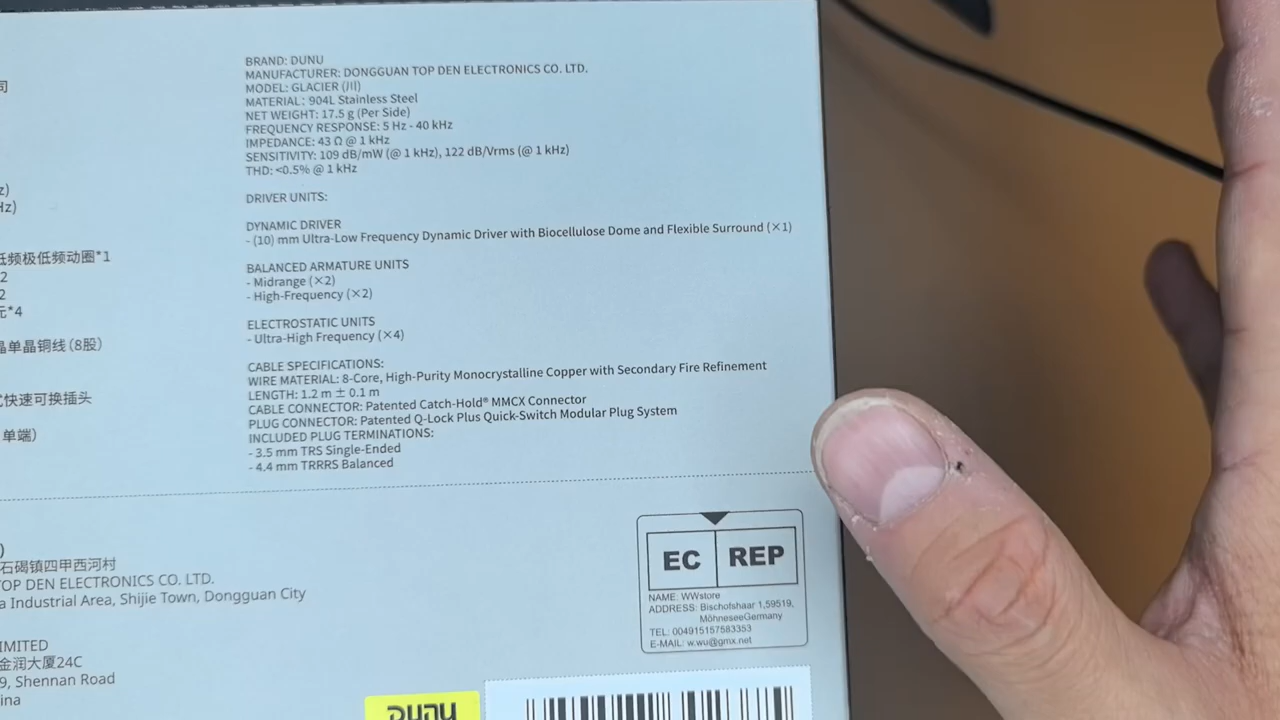 司
BRAND: DUNU
MANUFACTURER: DONGGUAN TOP DEN ELECTRONICS CO. LTD.
MODEL: GLACIER (川)
MATERIAL: 904L Stainless Steel
NET WEIGHT: 17.5 g (Per Side)
FREQUENCY RESPONSE: 5 Hz - 40 kHz
IMPEDANCE: 43 Ω @ 1 kHz
SENSITIVITY: 109 dB/mW (@ 1 kHz), 122 dB/Vrms (@ 1 kHz)
THD: <0.5% @ 1 kHz
z)
Hz)
DRIVER UNITS:
DYNAMIC DRIVER
- (10) mm Ultra-Low Frequency Dynamic Driver with Biocellulose Dome and Flexible Surround (×1)
低频极低频动圈*1
2
2
元*4
BALANCED ARMATURE UNITS
- Midrange (×2)
- High-Frequency (×2)
ELECTROSTATIC UNITS
- Ultra-High Frequency (×4)
晶单晶铜线 (8股)
快速可换插头
单端)
CABLE SPECIFICATIONS:
WIRE MATERIAL: 8-Core, High-Purity Monocrystalline Copper with Secondary Fire Refinement
LENGTH: 1.2 m ± 0.1 m
CABLE CONNECTOR: Patented Catch-Hold® MMCX Connector
PLUG CONNECTOR: Patented Q-Lock Plus Quick-Switch Modular Plug System
INCLUDED PLUG TERMINATIONS:
- 3.5 mm TRS Single-Ended
- 4.4 mm TRRRS Balanced
)
石碣镇四甲西河村
TOP DEN ELECTRONICS CO. LTD.
a Industrial Area, Shijie Town, Dongguan City
IMITED
金润大厦24C
9, Shennan Road
ina
EC REP
NAME: WWstore
ADDRESS: Bischofshaar 1,59519,
MöhneseeGermany
TEL: 004915157583353
E-MAIL: w.wu@gmx.net
DUNU